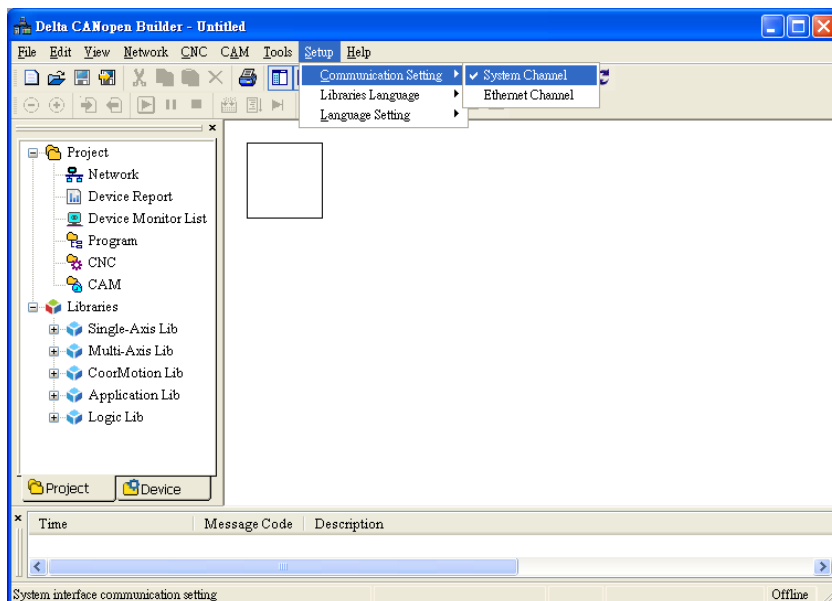 Delta CANopen Builder - Untitled
File Edit View Network CNC CAM Tools Setup Help
Communication Setting
System Channel
Libraries Language
Ethernet Channel
Language Setting
Project
Network
Device Report
Device Monitor List
Program
CNC
CAM
Libraries
Single-Axis Lib
Multi-Axis Lib
CoorMotion Lib
Application Lib
Logic Lib
Project Device
Time Message Code Description
System interface communication setting Offline